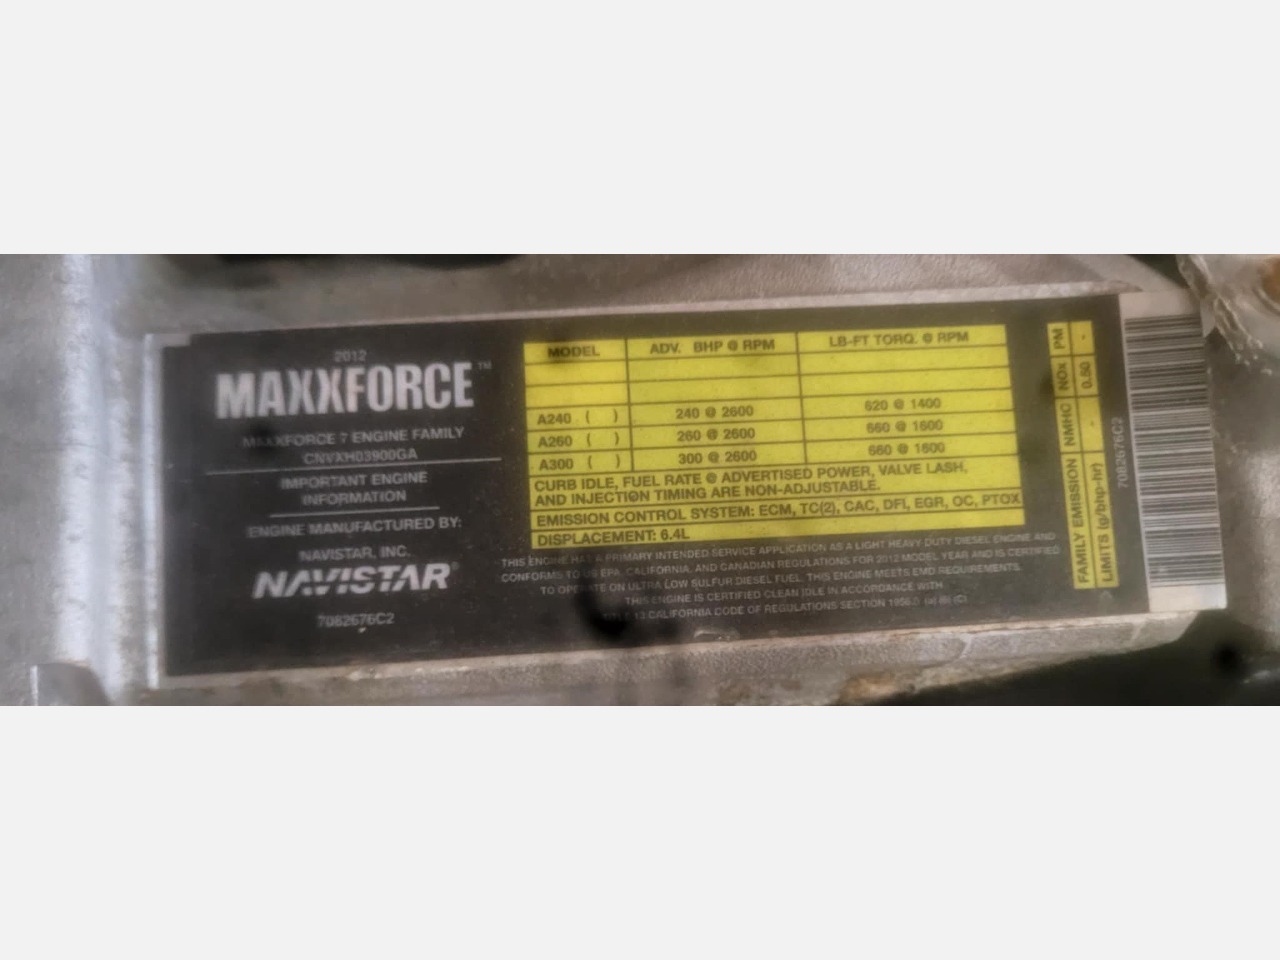 2012
MAXXFORCE™
MAXXFORCE 7 ENGINE FAMILY
CNVXH03900GA
IMPORTANT ENGINE
INFORMATION
ENGINE MANUFACTURED BY:
NAVISTAR, INC.
NAVISTAR®
7082676C2
MODEL ADV. BHP @ RPM LB-FT TORQ. @ RPM
A240 ( ) 240 @ 2600 620 @ 1400
A260 ( ) 260 @ 2600 660 @ 1600
A300 ( ) 300 @ 2600 660 @ 1600
CURB IDLE, FUEL RATE @ ADVERTISED POWER, VALVE LASH,
AND INJECTION TIMING ARE NON-ADJUSTABLE.
EMISSION CONTROL SYSTEM: ECM, TC(2), CAC, DFI, EGR, OC, PTOX
DISPLACEMENT: 6.4L
THIS ENGINE HAS A PRIMARY INTENDED SERVICE APPLICATION AS A LIGHT HEAVY DUTY DIESEL ENGINE AND
CONFORMS TO US EPA, CALIFORNIA, AND CANADIAN REGULATIONS FOR 2012 MODEL YEAR AND IS CERTIFIED
TO OPERATE ON ULTRA LOW SULFUR DIESEL FUEL. THIS ENGINE MEETS EMD REQUIREMENTS.
THIS ENGINE IS CERTIFIED CLEAN IDLE IN ACCORDANCE WITH
TITLE 13 CALIFORNIA CODE OF REGULATIONS SECTION (a) (6) (C)
FAMILY EMISSION NMHC NOx PM
LIMITS (g/bhp-hr) - 0.50 -
7082676C2